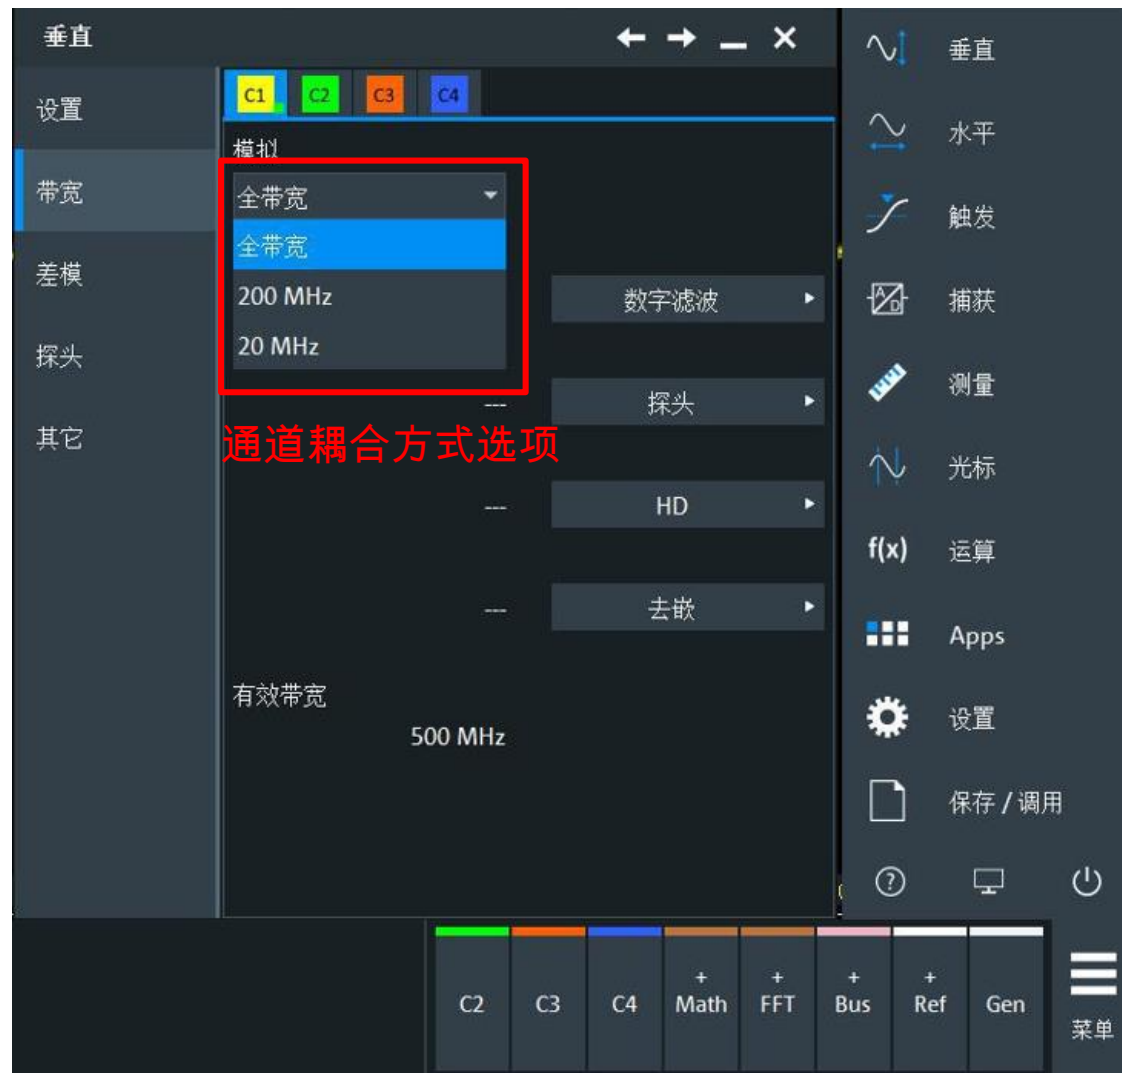 垂直
设置
带宽
差模
探头
其它
C1 C2 C3 C4
模拟
全带宽
全带宽
200 MHz
20 MHz
数字滤波
---
探头
通道耦合方式选项
---
HD
---
去嵌
有效带宽
500 MHz
垂直
水平
触发
捕获
测量
光标
f(x) 运算
Apps
设置
保存 / 调用
?
C2
C3
C4
+
Math
+
FFT
+
Bus
+
Ref
Gen
菜单